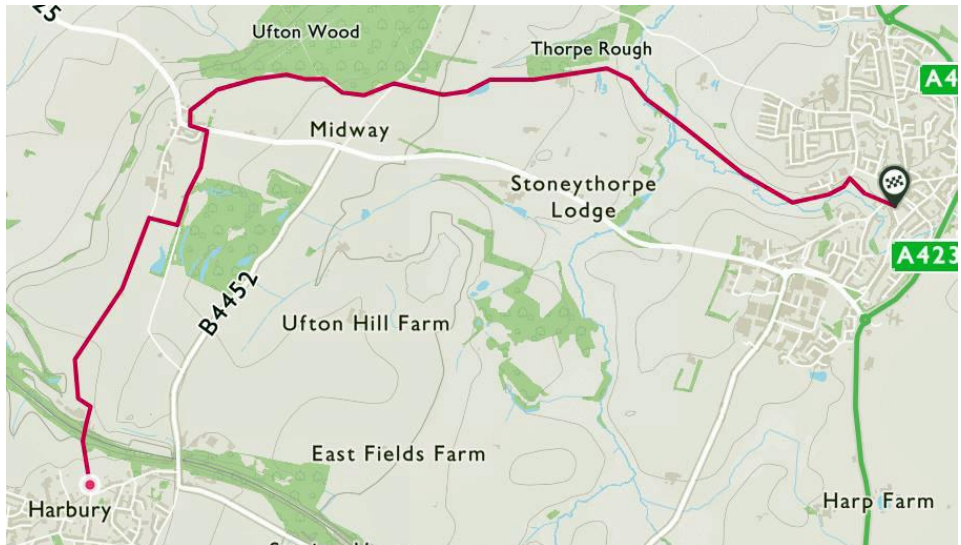 25
Ufton Wood
Thorpe Rough
A4
Midway
Stoneythorpe
Lodge
A423
B4452
Ufton Hill Farm
East Fields Farm
Harbury
Harp Farm